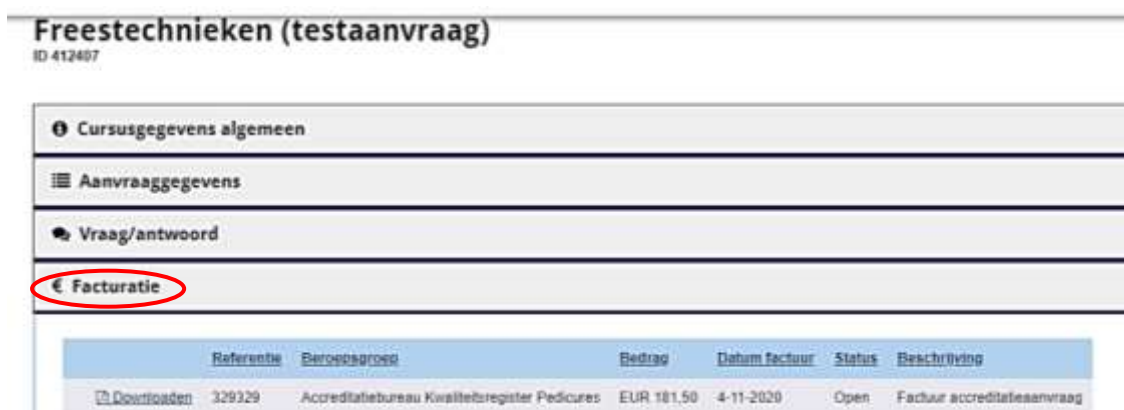 Freestechnieken (testaanvraag)
ID 412407
Cursusgegevens algemeen
Aanvraaggegevens
Vraag/antwoord
€ Facturatie
Referentie Beroepsgroep Bedrag Datum factuur Status Beschrijving
Downloaden 329329 Accreditatiebureau Kwaliteitsregister Pedicures EUR 181,50 4-11-2020 Open Factuur accreditatieaanvraag